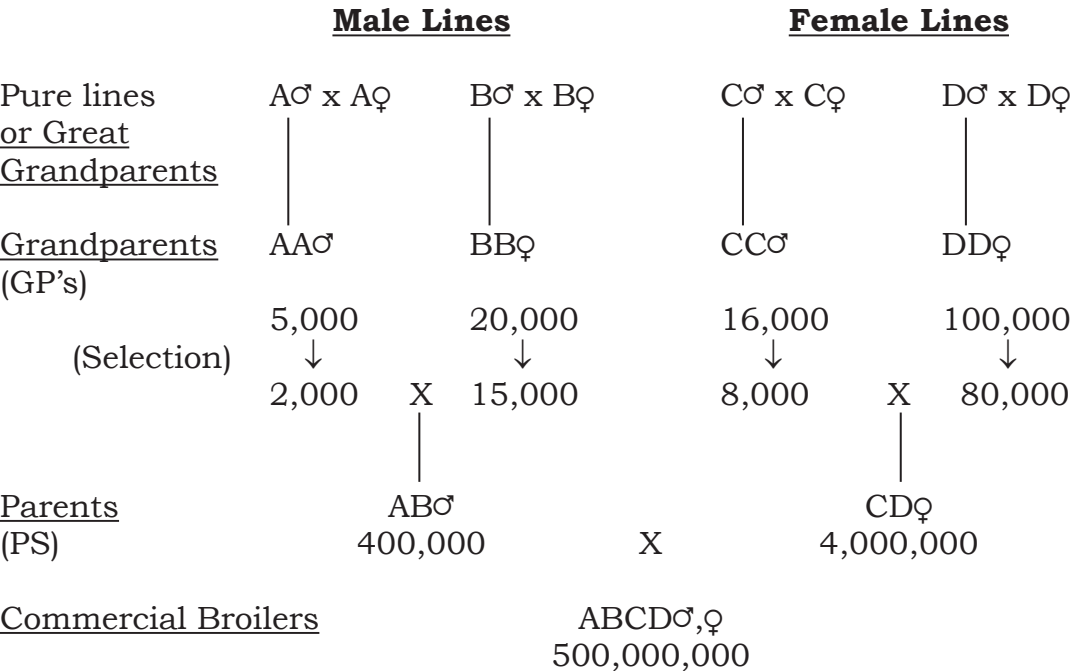 Male Lines Female Lines
Pure lines A♂ x A♀ B♂ x B♀ C♂ x C♀ D♂ x D♀
or Great
Grandparents
Grandparents AA♂ BB♀ CC♂ DD♀
(GP’s)
5,000 20,000 16,000 100,000
(Selection) ↓ ↓ ↓ ↓
2,000 X 15,000 8,000 X 80,000
Parents AB♂ CD♀
(PS) 400,000 X 4,000,000
Commercial Broilers ABCD♂,♀
500,000,000